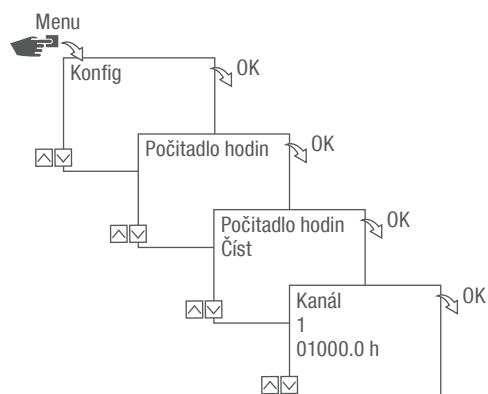 Menu
Konfig
OK
Počitadlo hodin
OK
Počitadlo hodin
Číst
OK
Kanál
1
01000.0 h
OK